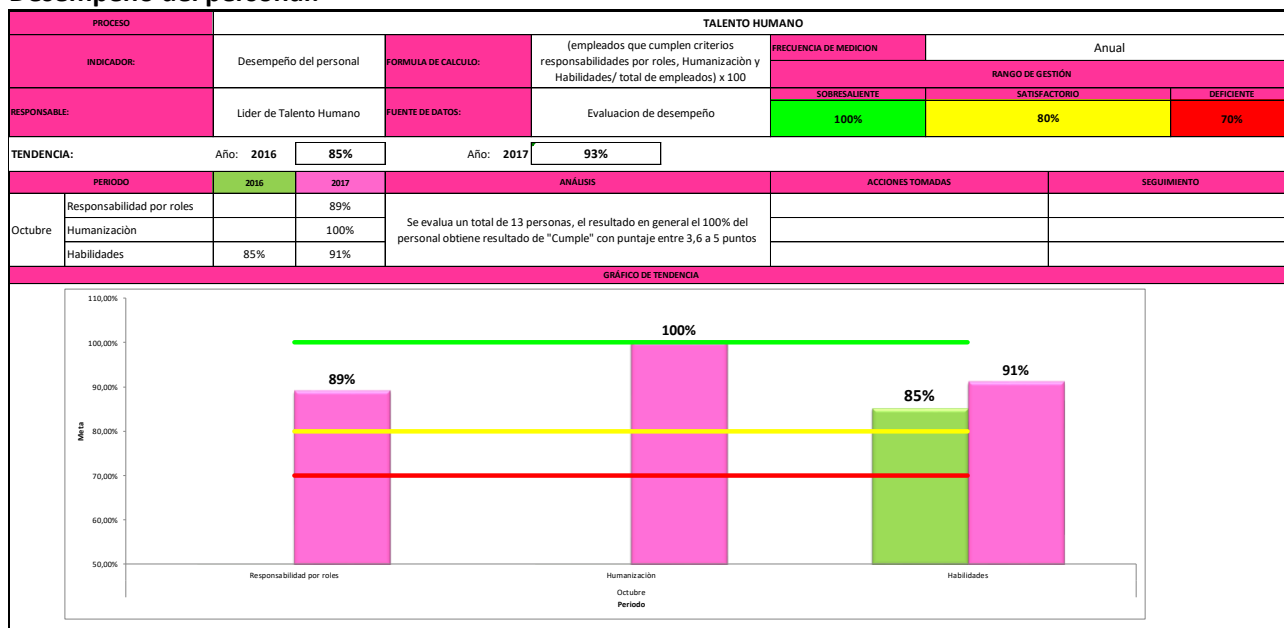 Desempeño del personal:
PROCESO TALENTO HUMANO
INDICADOR: Desempeño del personal FORMULA DE CALCULO: (empleados que cumplen criterios
responsabilidades por roles, Humanizaciòn y
Habilidades/ total de empleados) x 100
FRECUENCIA DE MEDICION Anual
RANGO DE GESTIÓN
SOBRESALIENTE SATISFACTORIO DEFICIENTE
RESPONSABLE: Lider de Talento Humano FUENTE DE DATOS: Evaluacion de desempeño 100% 80% 70%
TENDENCIA: Año: 2016 85% Año: 2017 93%
PERIODO 2016 2017 ANÁLISIS ACCIONES TOMADAS SEGUIMIENTO
Octubre
Responsabilidad por roles 89%
Humanizaciòn 100%
Habilidades 85% 91%
Se evalua un total de 13 personas, el resultado en general el 100% del
personal obtiene resultado de "Cumple" con puntaje entre 3,6 a 5 puntos
GRÁFICO DE TENDENCIA
110,00%
100,00%
90,00%
80,00%
70,00%
60,00%
50,00%
Meta
89%
100%
85%
91%
Responsabilidad por roles Humanizaciòn Habilidades
Octubre
Periodo